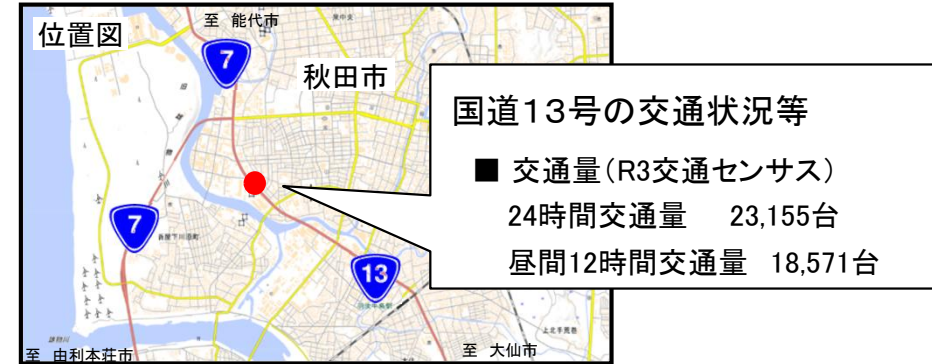 位置図
至 能代市
7
秋田市
国道13号の交通状況等
■ 交通量(R3交通センサス)
24時間交通量 23,155台
昼間12時間交通量 18,571台
7
13
至 由利本荘市
至 大仙市